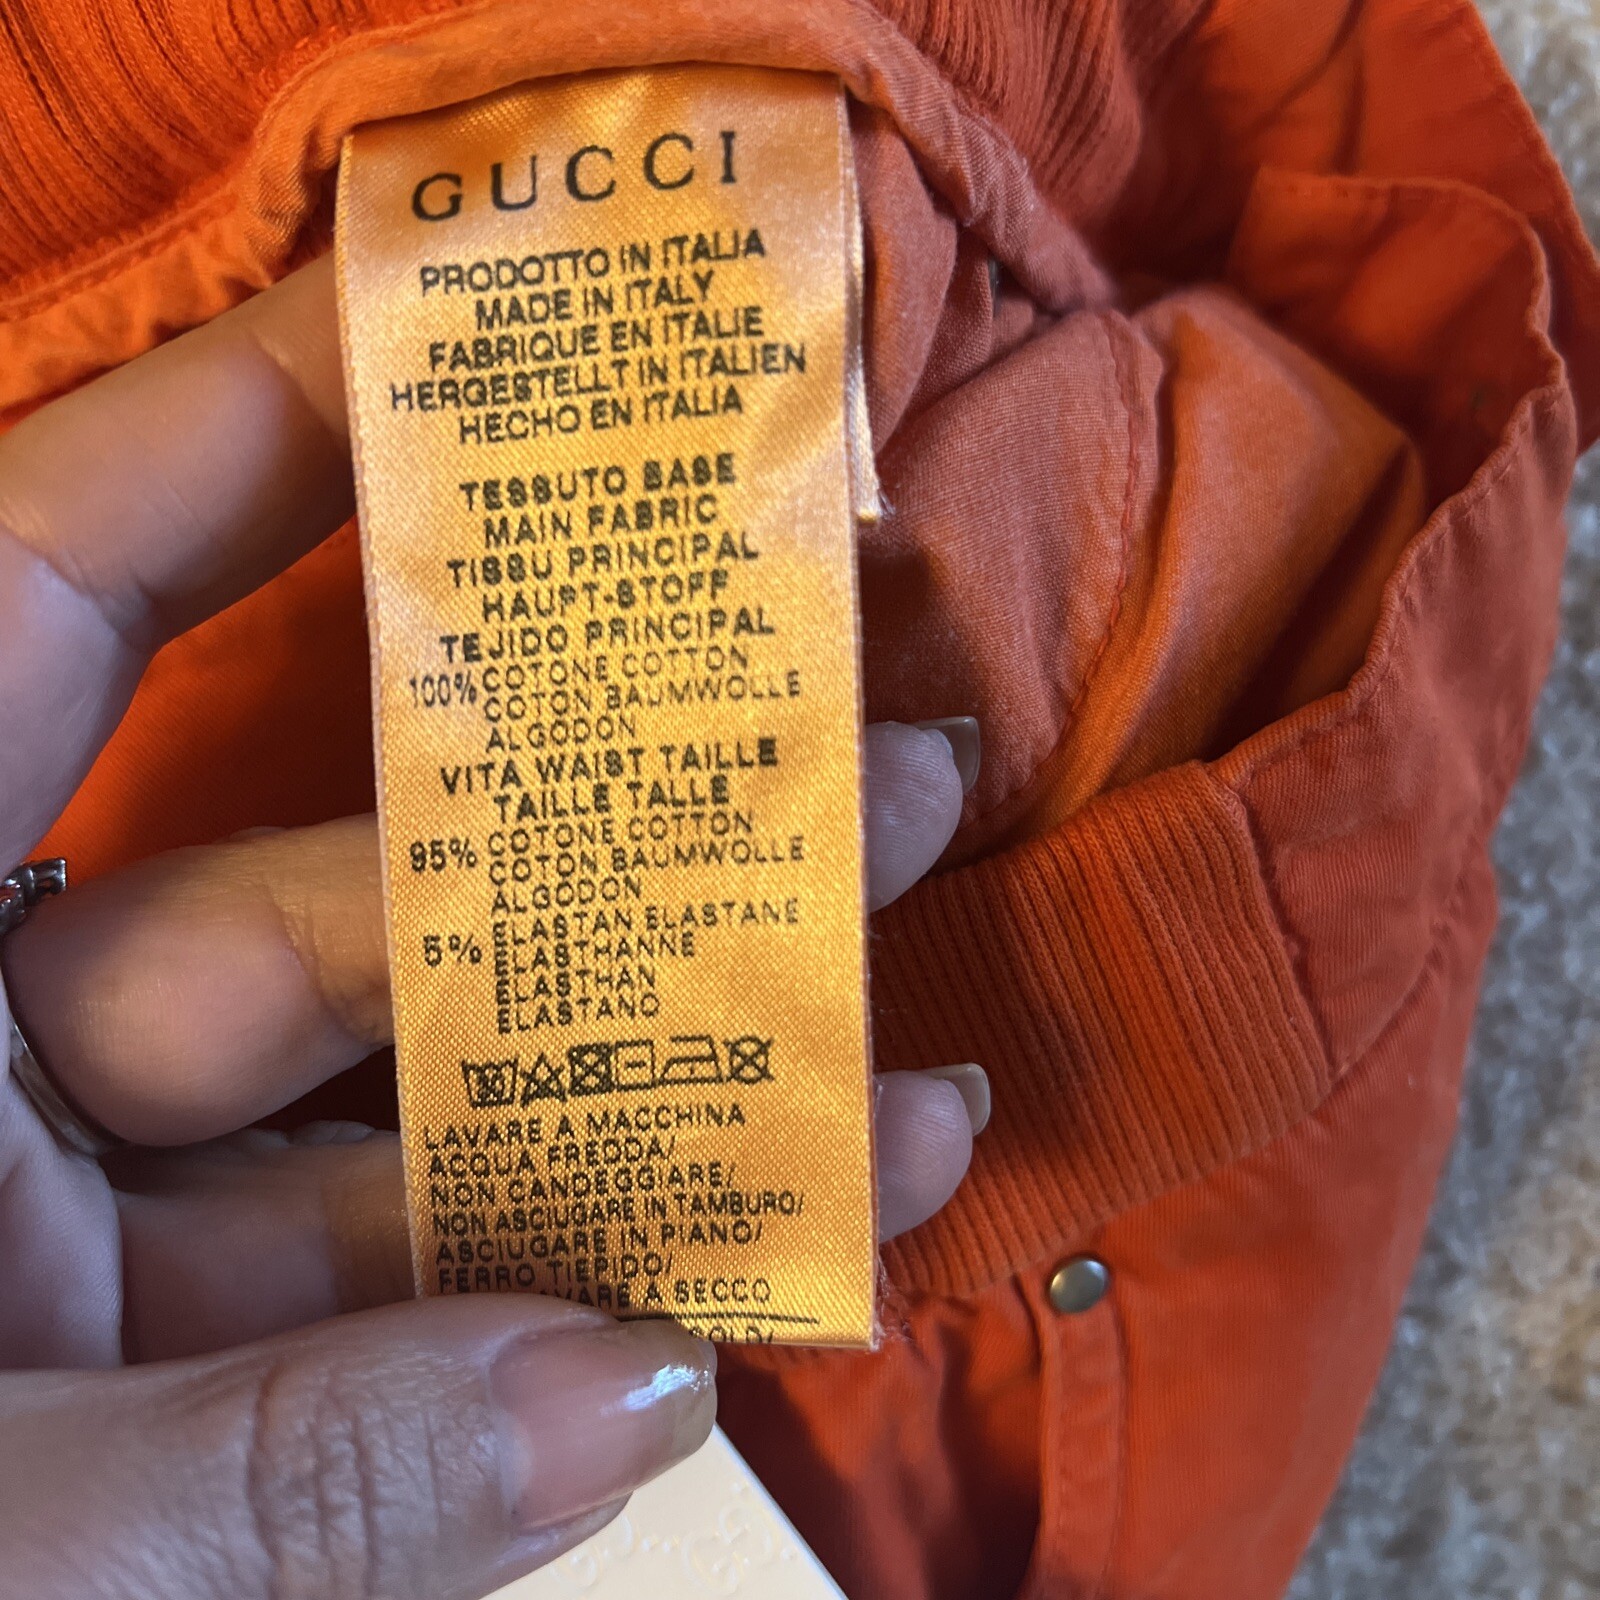 GUCCI
PRODOTTO IN ITALIA
MADE IN ITALY
FABRIQUE EN ITALIE
HERGESTELLT IN ITALIEN
HECHO EN ITALIA
TESSUTO BASE
MAIN FABRIC
TISSU PRINCIPAL
HAUPT-STOFF
TEJIDO PRINCIPAL
100% COTONE COTTON
COTON BAUMWOLLE
ALGODON
VITA WAIST TAILLE
TAILLE TALLE
95% COTONE COTTON
COTON BAUMWOLLE
ALGODON
5% ELASTAN ELASTANE
ELASTHANNE
ELASTHAN
ELASTANO
30
LAVARE A MACCHINA
ACQUA FREDDA/
NON CANDEGGIARE/
NON ASCIUGARE IN TAMBURO/
ASCIUGARE IN PIANO/
FERRO TIEPIDO/
A SECCO